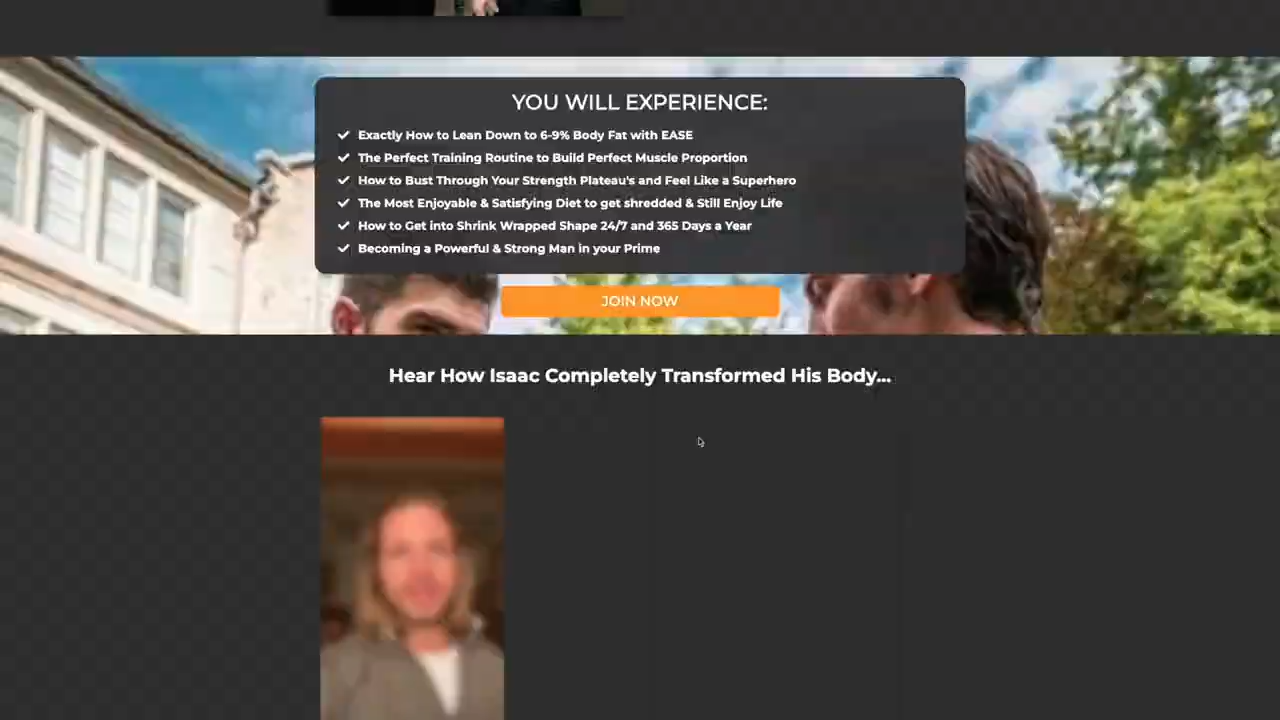 YOU WILL EXPERIENCE:
Exactly How to Lean Down to 6-9% Body Fat with EASE
The Perfect Training Routine to Build Perfect Muscle Proportion
How to Bust Through Your Strength Plateau's and Feel Like a Superhero
The Most Enjoyable & Satisfying Diet to get shredded & Still Enjoy Life
How to Get into Shrink Wrapped Shape 24/7 and 365 Days a Year
Becoming a Powerful & Strong Man in your Prime
JOIN NOW
Hear How Isaac Completely Transformed His Body...